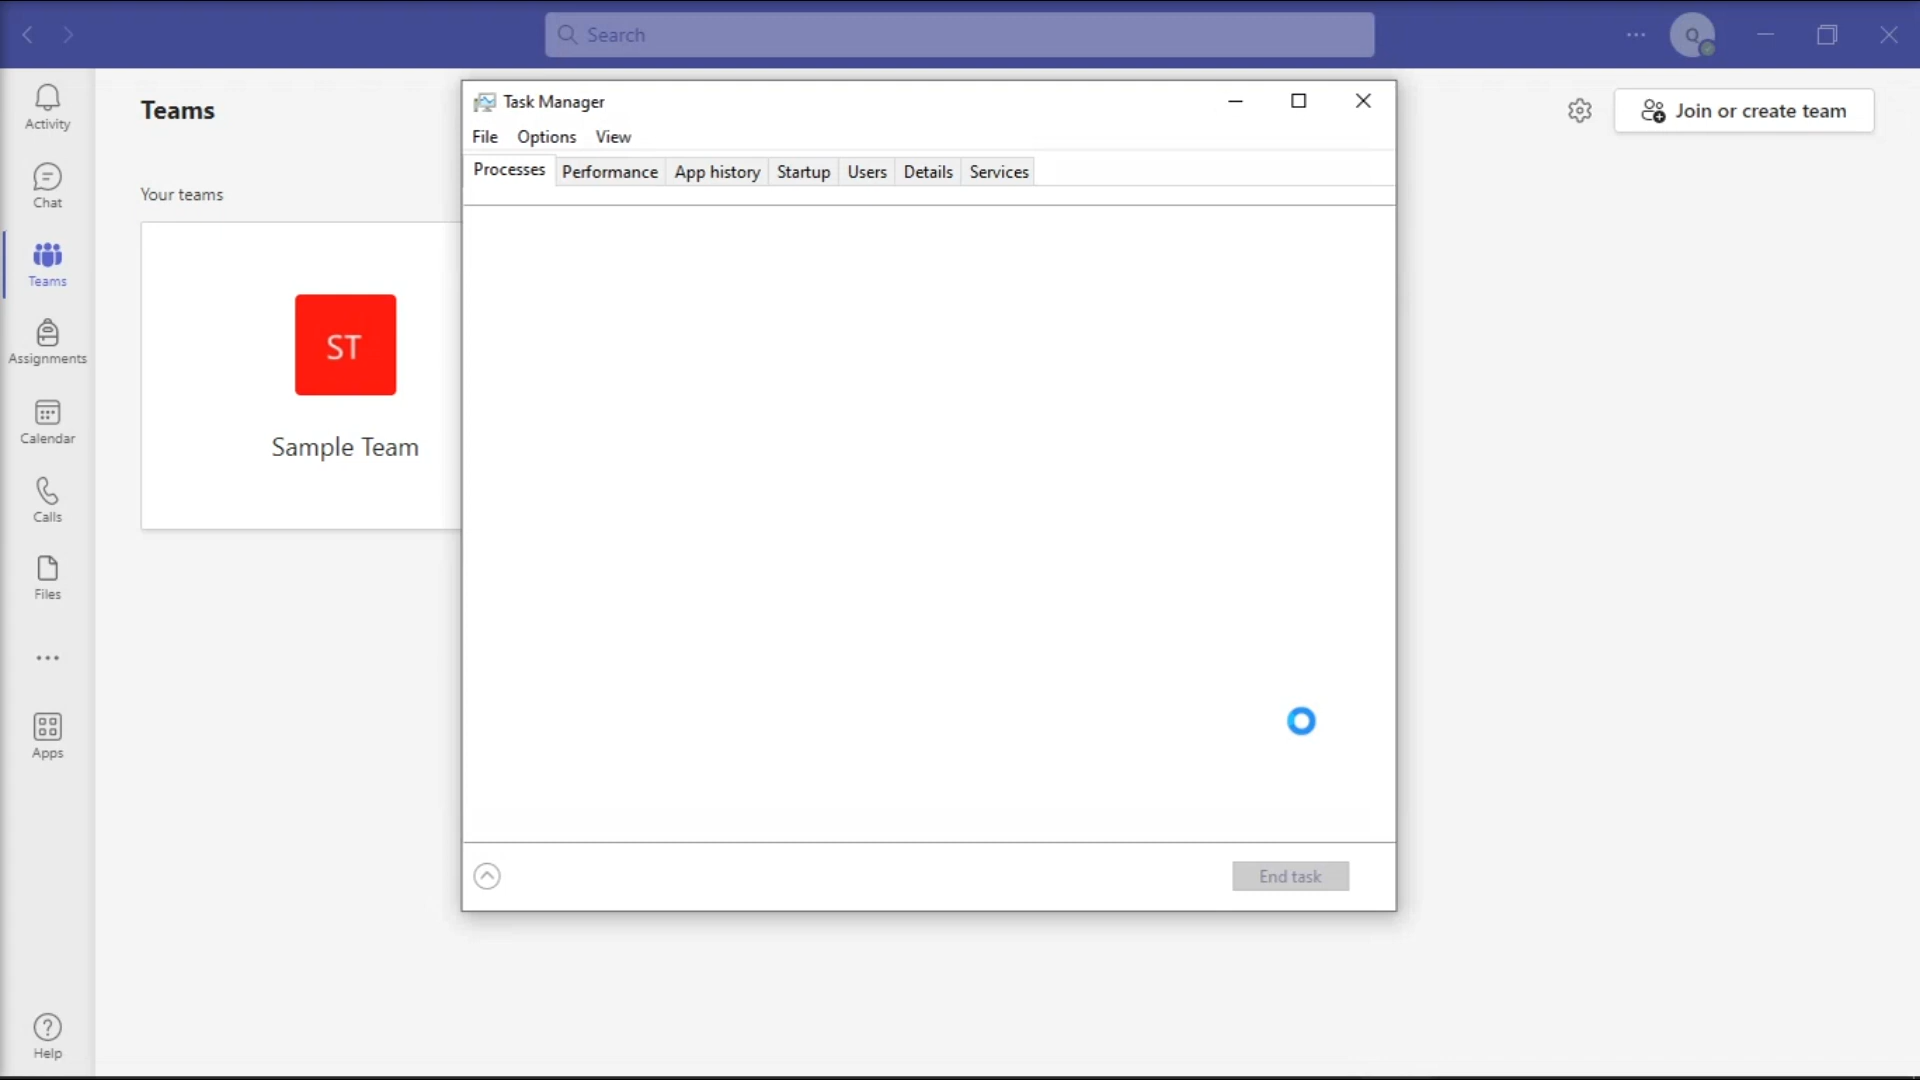 Search
Q
Activity
Chat
Teams
Assignments
Calendar
Calls
Files
Apps
Help
Teams
Join or create team
Your teams
ST
Sample Team
Task Manager
File Options View
Processes Performance App history Startup Users Details Services
End task